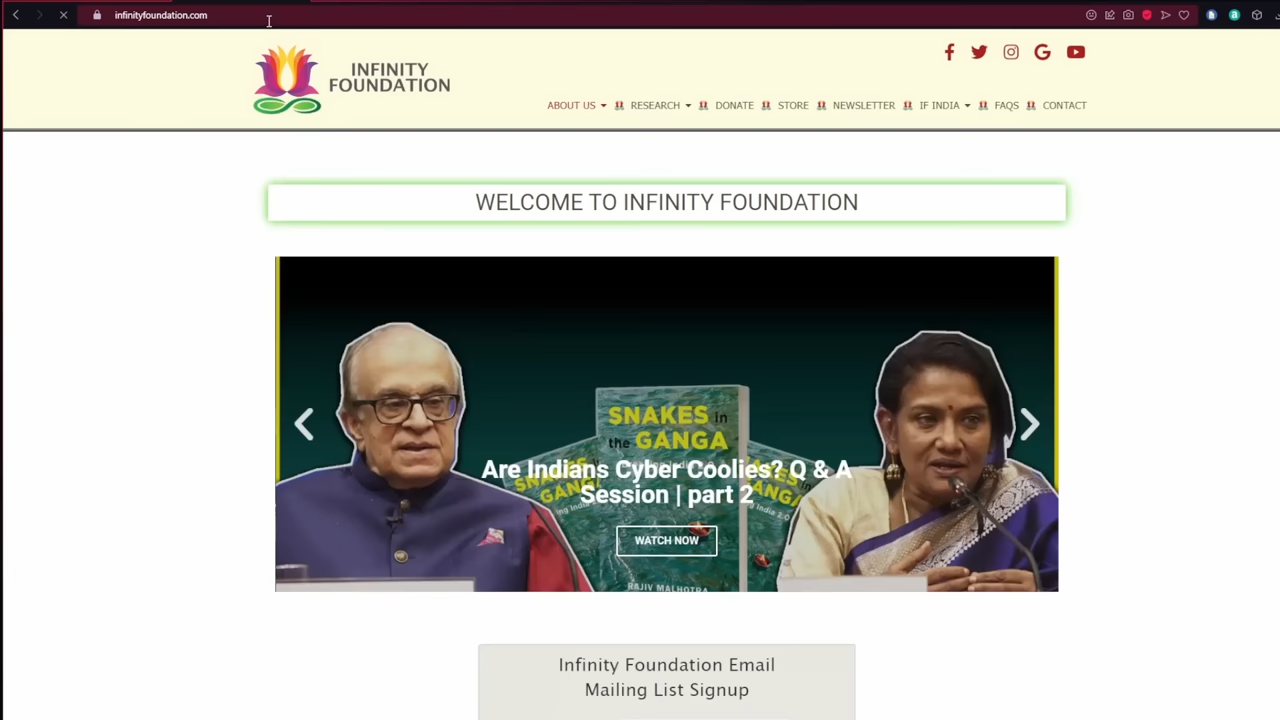 infinityfoundation.com
INFINITY
FOUNDATION
ABOUT US RESEARCH DONATE STORE NEWSLETTER IF INDIA FAQS CONTACT
WELCOME TO INFINITY FOUNDATION
SNAKES in
the GANGA
Are Indians Cyber Coolies? Q & A
Session | part 2
WATCH NOW
RAJIV MALHOTRA
Infinity Foundation Email
Mailing List Signup